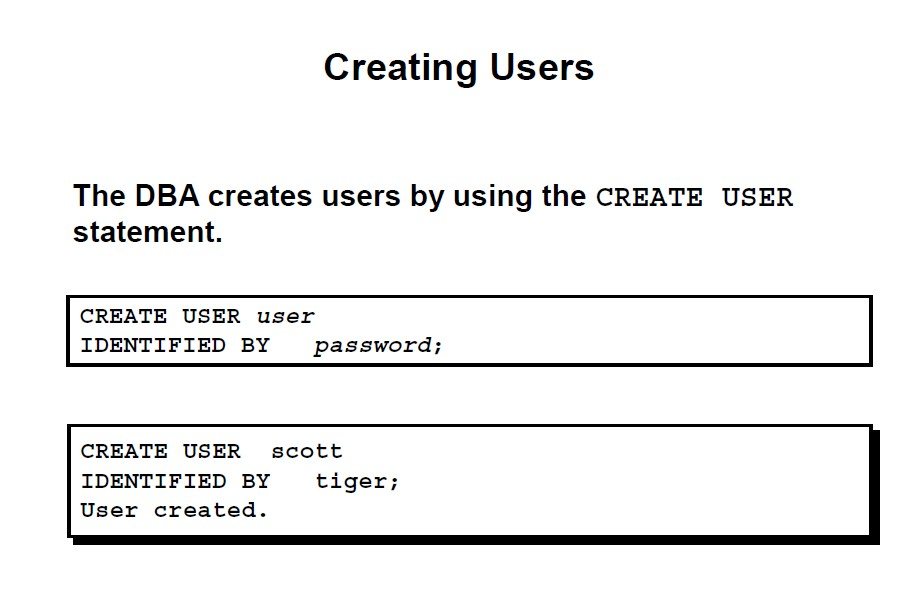 Creating Users
The DBA creates users by using the CREATE USER
statement.
CREATE USER user
IDENTIFIED BY   password;
CREATE USER  scott
IDENTIFIED BY   tiger;
User created.